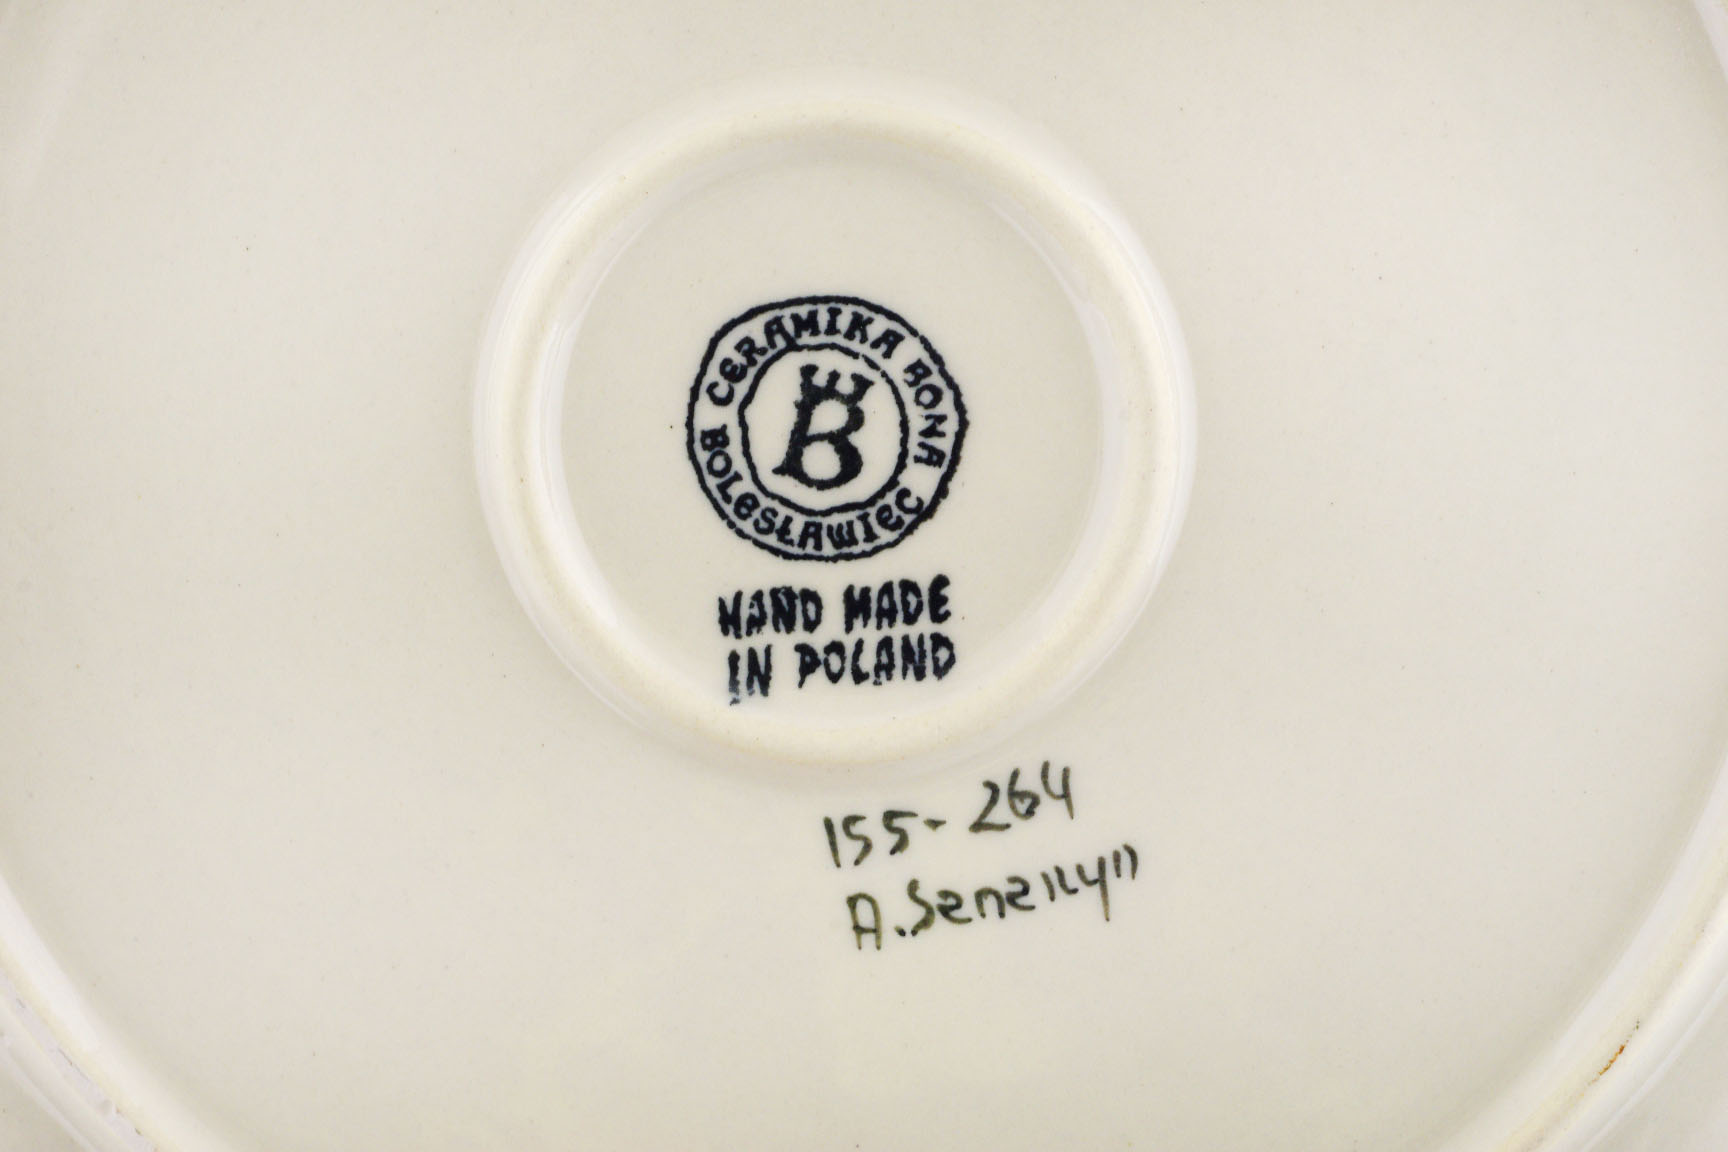 CERAMIKA BONA
BOLESŁAWIEC
B
HAND MADE
IN POLAND
155-264
A.